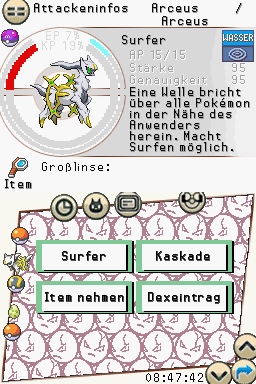 Attackeninfos Arceus /
Arceus
EP 7%
KP 19%
Surfer
WASSER
AP 15/15
Stärke 95
Genauigkeit 95
Eine Welle bricht
über alle Pokémon
in der Nähe des
Anwenders
herein. Macht
Surfen möglich.
Großlinse:
Item
Surfer
Kaskade
Item nehmen
Dexeintrag
08:47:42